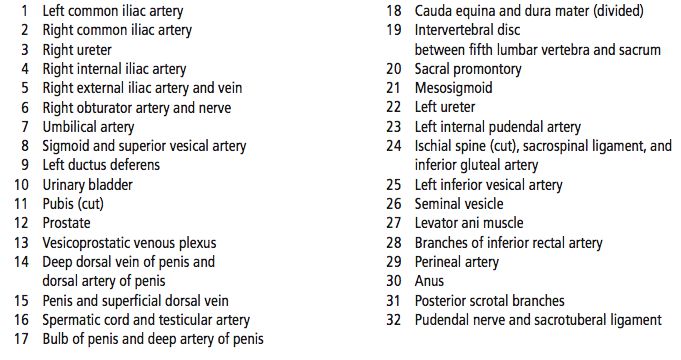 1 Left common iliac artery
2 Right common iliac artery
3 Right ureter
4 Right internal iliac artery
5 Right external iliac artery and vein
6 Right obturator artery and nerve
7 Umbilical artery
8 Sigmoid and superior vesical artery
9 Left ductus deferens
10 Urinary bladder
11 Pubis (cut)
12 Prostate
13 Vesicoprostatic venous plexus
14 Deep dorsal vein of penis and
dorsal artery of penis
15 Penis and superficial dorsal vein
16 Spermatic cord and testicular artery
17 Bulb of penis and deep artery of penis
18 Cauda equina and dura mater (divided)
19 Intervertebral disc
between fifth lumbar vertebra and sacrum
20 Sacral promontory
21 Mesosigmoid
22 Left ureter
23 Left internal pudendal artery
24 Ischial spine (cut), sacrospinal ligament, and
inferior gluteal artery
25 Left inferior vesical artery
26 Seminal vesicle
27 Levator ani muscle
28 Branches of inferior rectal artery
29 Perineal artery
30 Anus
31 Posterior scrotal branches
32 Pudendal nerve and sacrotuberal ligament